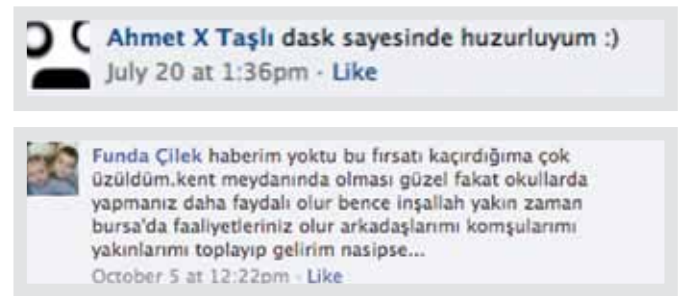 Ahmet X Taşlı dask sayesinde huzurluyum :)
July 20 at 1:36pm · Like
Funda Çilek haberim yoktu bu fırsatı kaçırdığıma çok
üzüldüm.kent meydanında olması güzel fakat okullarda
yapmanız daha faydalı olur bence inşallah yakın zaman
bursa'da faaliyetleriniz olur arkadaşlarımı komşularımı
yakınlarımı toplayıp gelirim nasipse...
October 5 at 12:22pm · Like